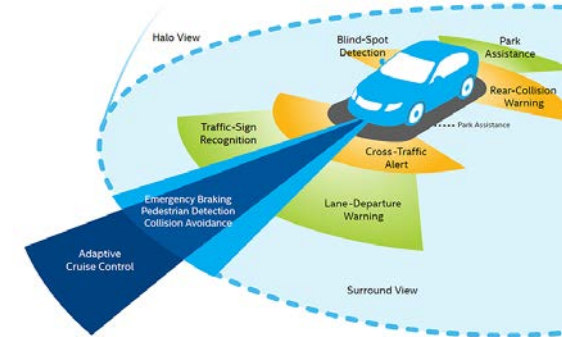 Halo View
Blind-Spot
Detection
Park
Assistance
Rear-Collision
Warning
Traffic-Sign
Recognition
Park Assistance
Cross-Traffic
Alert
Emergency Braking
Pedestrian Detection
Collision Avoidance
Lane-Departure
Warning
Adaptive
Cruise Control
Surround View